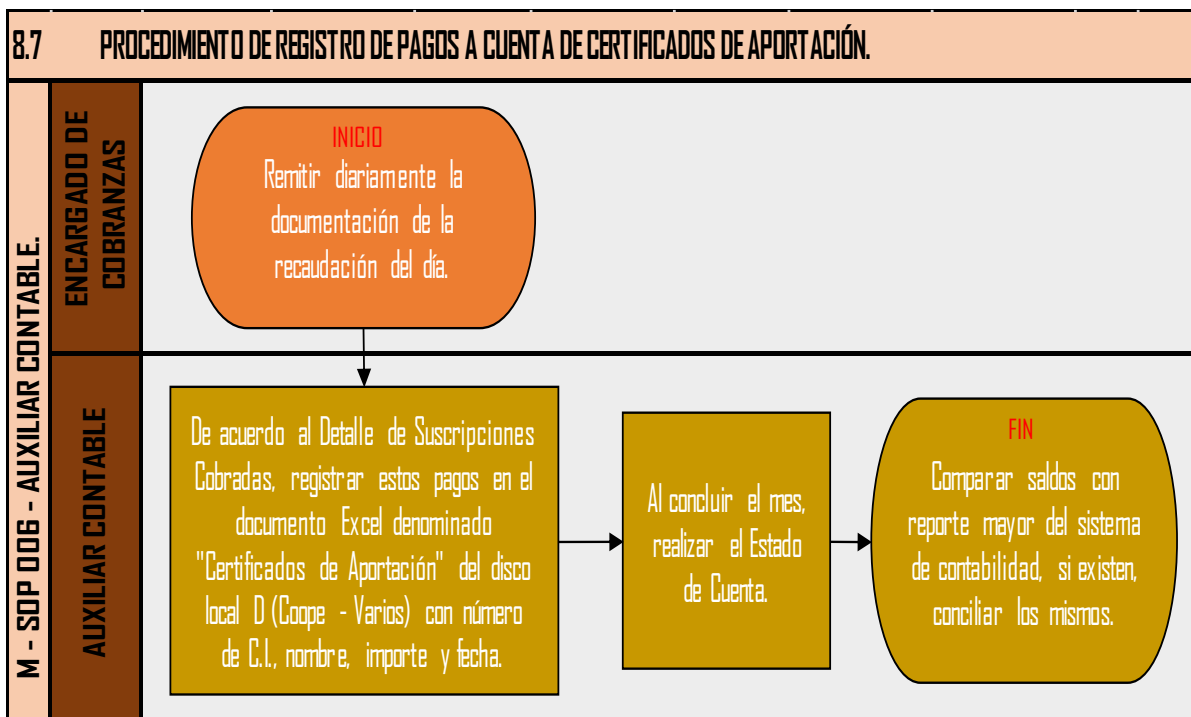 8.7 PROCEDIMIENTO DE REGISTRO DE PAGOS A CUENTA DE CERTIFICADOS DE APORTACIÓN.
M - SOP 006 - AUXILIAR CONTABLE.
ENCARGADO DE
COBRANZAS
INICIO
Remitir diariamente la
documentación de la
recaudación del día.
AUXILIAR CONTABLE
De acuerdo al Detalle de Suscripciones
Cobradas, registrar estos pagos en el
documento Excel denominado
"Certificados de Aportación" del disco
local D (Coope - Varios) con número
de C.I., nombre, importe y fecha.
Al concluir el mes,
realizar el Estado
de Cuenta.
FIN
Comparar saldos con
reporte mayor del sistema
de contabilidad, si existen,
conciliar los mismos.